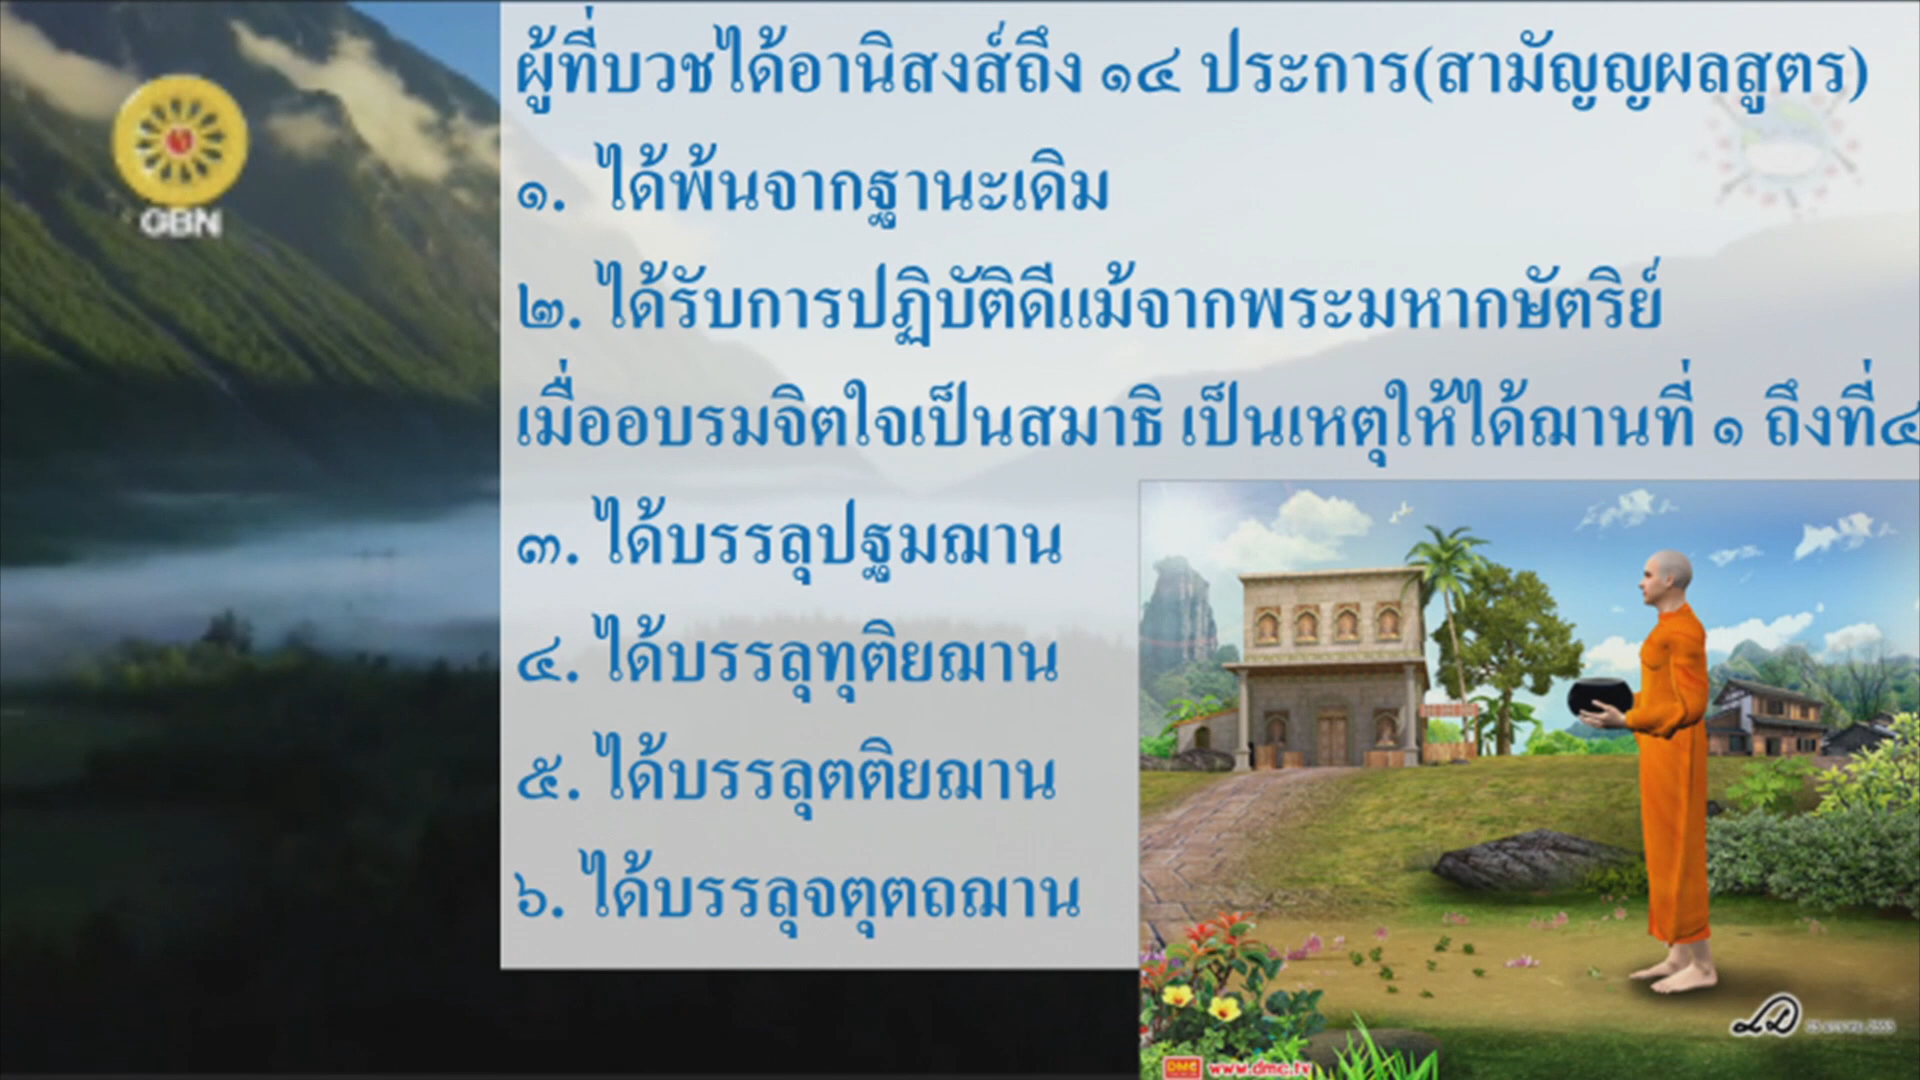 ผู้ที่บวชได้อานิสงส์ถึง ๑๔ ประการ(สามัญญผลสูตร)
๑. ได้พ้นจากฐานะเดิม
๒. ได้รับการปฏิบัติดีแม้จากพระมหากษัตริย์
เมื่ออบรมจิตใจเป็นสมาธิ เป็นเหตุให้ได้ฌานที่ ๑ ถึงที่๔
๓. ได้บรรลุปฐมฌาน
๔. ได้บรรลุทุติยฌาน
๕. ได้บรรลุตติยฌาน
๖. ได้บรรลุจตุตถฌาน
GBN
DMC www.dmc.tv